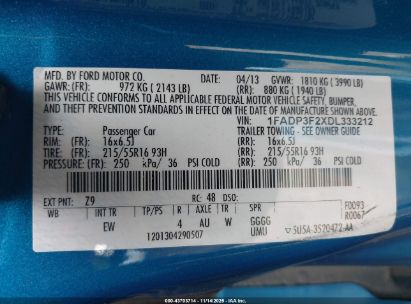 MFD. BY FORD MOTOR CO.
DATE: 04/13 GVWR: 1810 KG ( 3990 LB)
GAWR: (FR): 972 KG ( 2143 LB) (RR): 880 KG ( 1940 LB)
THIS VEHICLE CONFORMS TO ALL APPLICABLE FEDERAL MOTOR VEHICLE SAFETY, BUMPER,
AND THEFT PREVENTION STANDARDS IN EFFECT ON THE DATE OF MANUFACTURE SHOWN ABOVE.
VIN: 1FADP3F2XDL333212
TYPE: Passenger Car TRAILER TOWING - SEE OWNER GUIDE
RIM: (FR): 16x6.5J (RR): 16x6.5J
TIRE: (FR): 215/55R16 93H (RR): 215/55R16 93H
PRESSURE: (FR): 250 kPa/ 36 PSI COLD (RR): 250 kPa/ 36 PSI COLD
EXT PNT: Z9 RC: 48 DSO: F0093
WB INT TR TP/PS R AXLE TR SPR R0067
EW 4 AU W GGGG
1201304290507 UMU 5U5A-3520472-AA